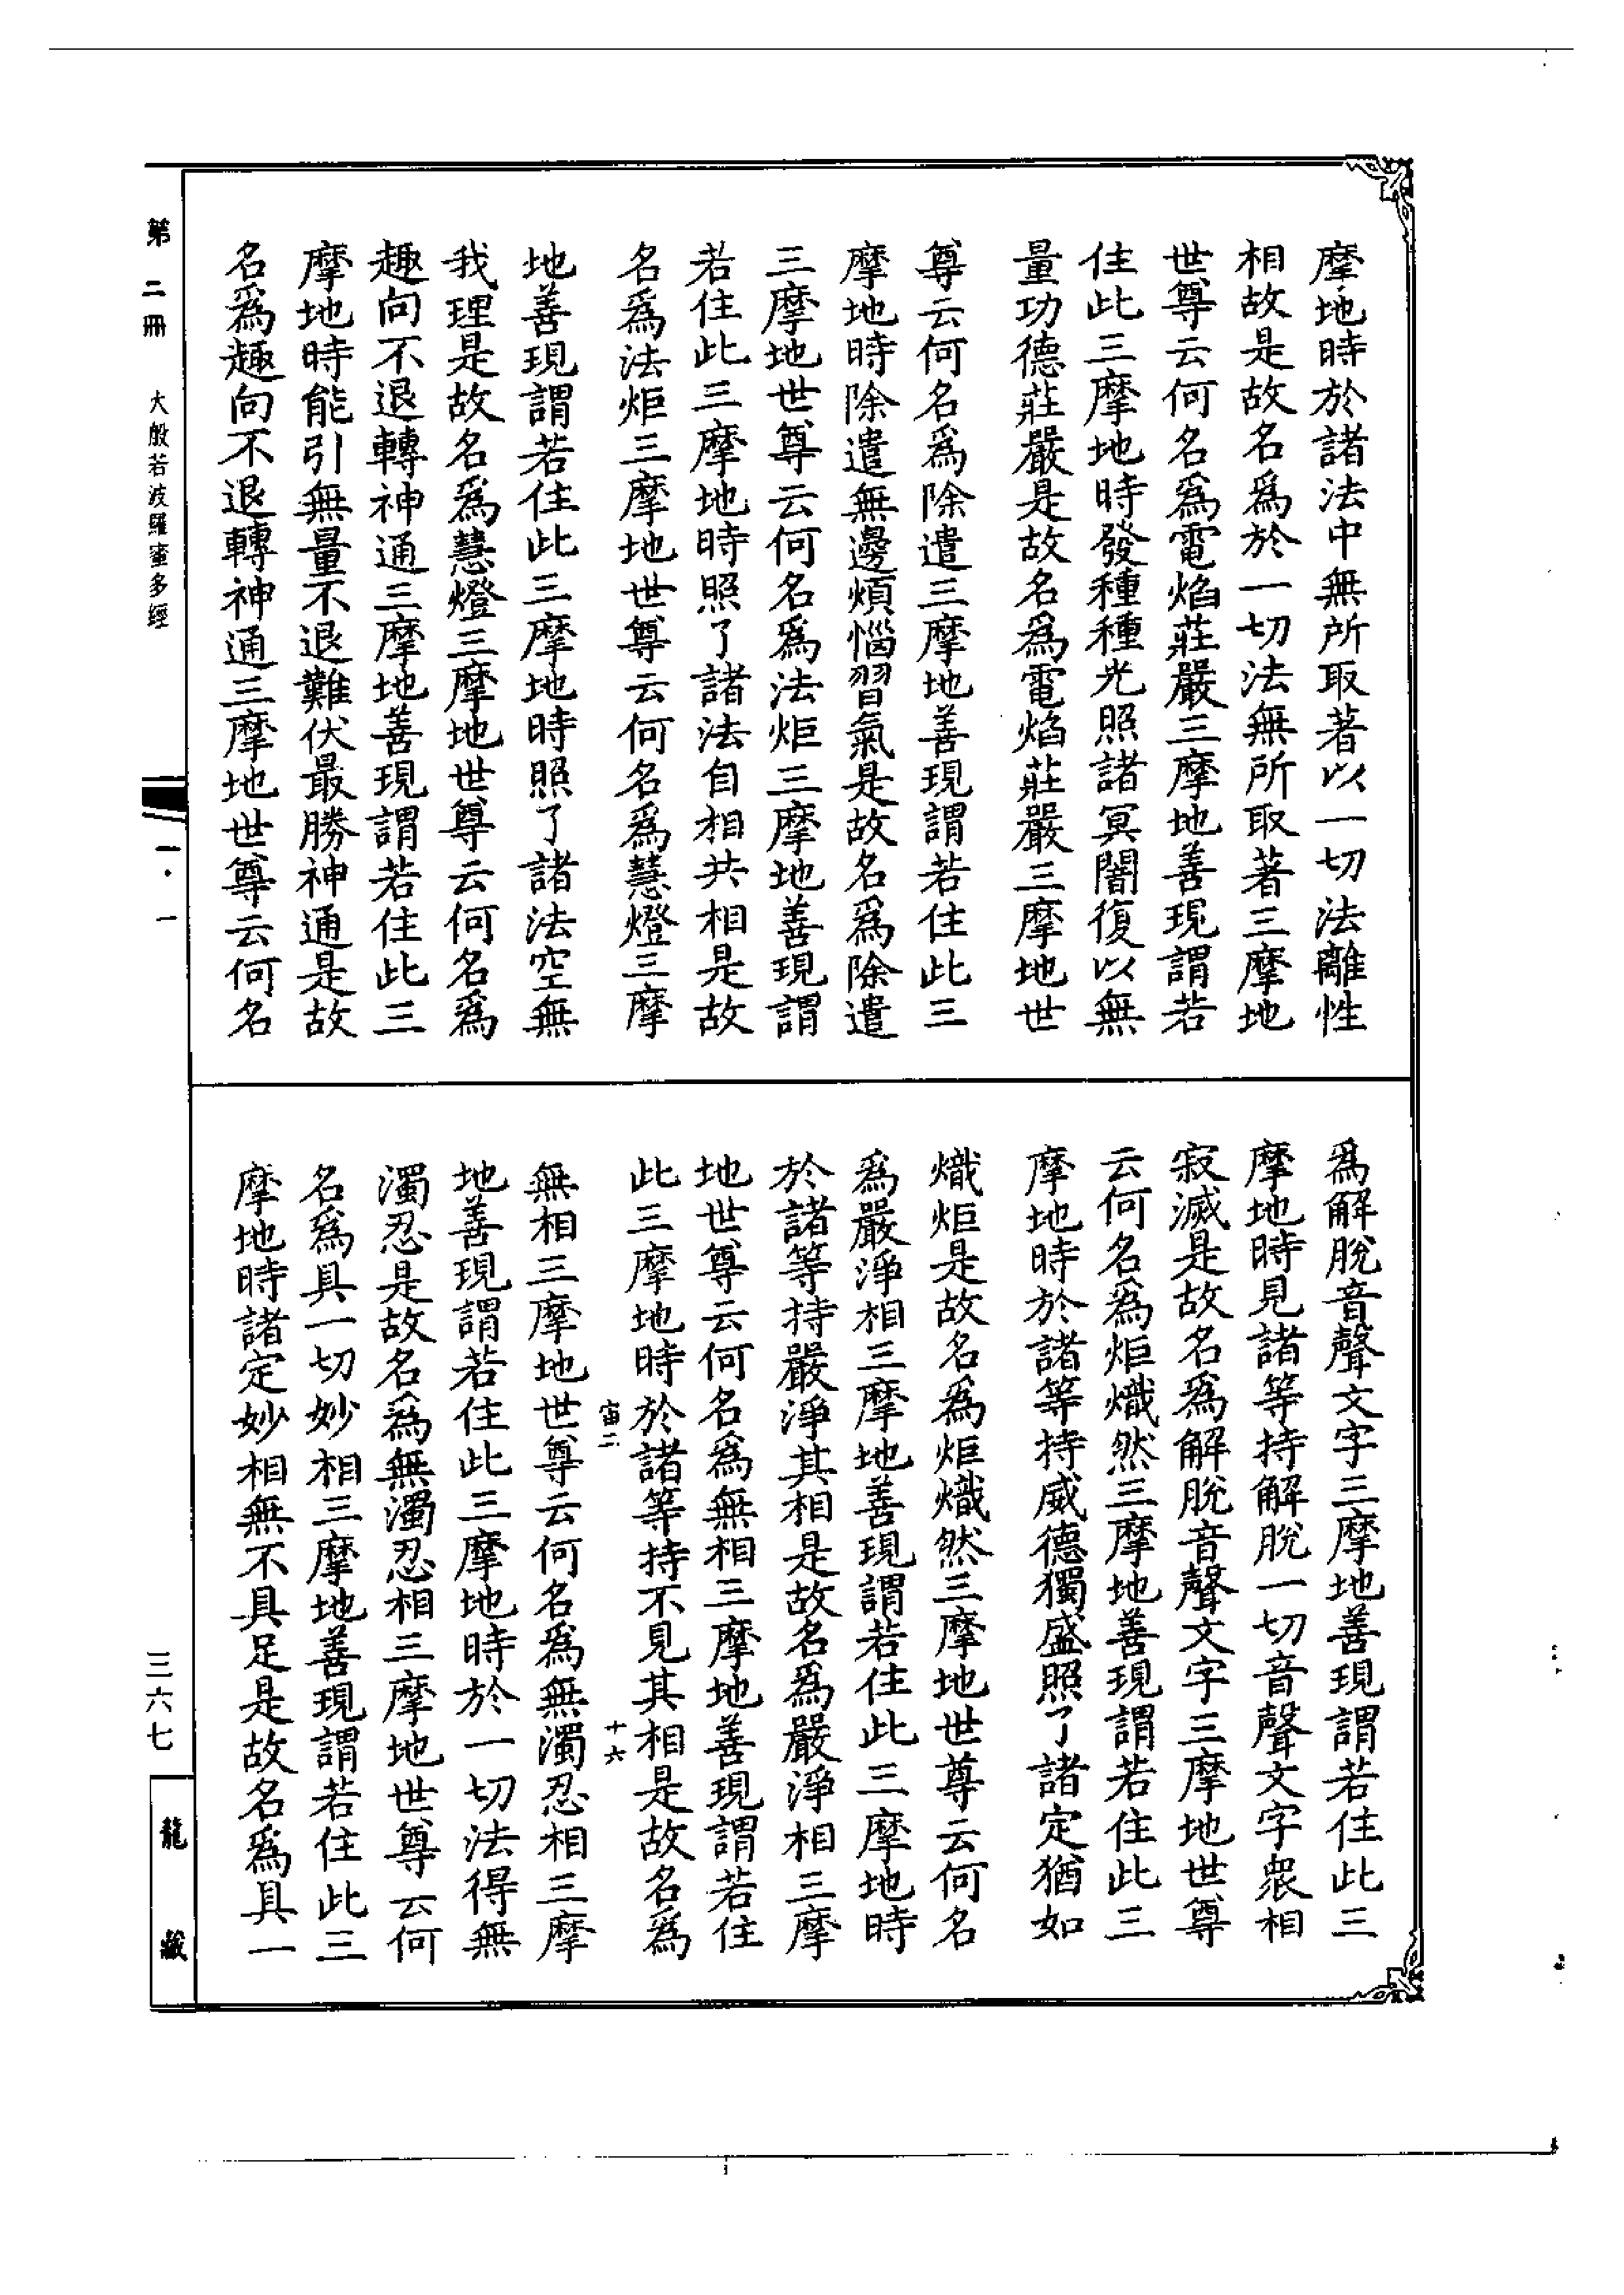 摩地時於諸法中無所取著以一切法離性
相故是故名爲於一切法無所取著三摩地
世尊云何名爲電焰莊嚴三摩地善現謂若
住此三摩地時發種種光照諸冥闇復以無
量功德莊嚴是故名爲電焰莊嚴三摩地世
尊云何名爲除遣三摩地善現謂若住此三
摩地時除遣無邊煩惱習氣是故名爲除遣
三摩地世尊云何名爲法炬三摩地善現謂
若住此三摩地時照了諸法自相共相是故
名爲法炬三摩地世尊云何名爲慧燈三摩
地善現謂若住此三摩地時照了諸法空無
我理是故名爲慧燈三摩地世尊云何名爲
趣向不退轉神通三摩地善現謂若住此三
摩地時能引無量不退難伏最勝神通是故
名爲趣向不退轉神通三摩地世尊云何名
爲解脫音聲文字三摩地善現謂若住此三
摩地時見諸等持解脫一切音聲文字衆相
寂滅是故名爲解脫音聲文字三摩地世尊
云何名爲炬熾然三摩地善現謂若住此三
摩地時於諸等持威德獨盛照了諸定猶如
熾炬是故名爲炬熾然三摩地世尊云何名
爲嚴淨相三摩地善現謂若住此三摩地時
於諸等持嚴淨其相是故名爲嚴淨相三摩
地世尊云何名爲無相三摩地善現謂若住
此三摩地時於諸等持不見其相是故名爲
宙二 十六
無相三摩地世尊云何名爲無濁忍相三摩
地善現謂若住此三摩地時於一切法得無
濁忍是故名爲無濁忍相三摩地世尊云何
名爲具一切妙相三摩地善現謂若住此三
摩地時諸定妙相無不具足是故名爲具一
第二冊 大般若波羅蜜多經 一·一 三六七
龍藏